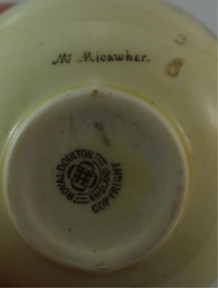 Mr Micawber.
ROYAL DOULTON
ENGLAND
COPYRIGHT